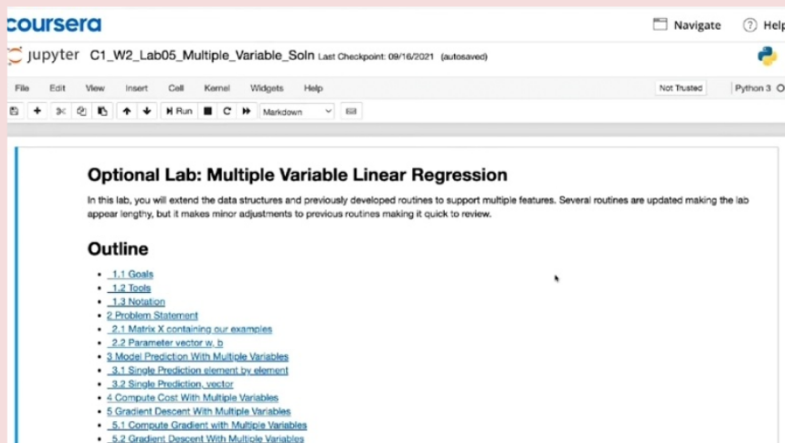 coursera Navigate ? Help
jupyter C1_W2_Lab05_Multiple_Variable_Soln Last Checkpoint: 09/16/2021 (autosaved)
File Edit View Insert Cell Kernel Widgets Help Not Trusted Python 3
Run Markdown
Optional Lab: Multiple Variable Linear Regression
In this lab, you will extend the data structures and previously developed routines to support multiple features. Several routines are updated making the lab
appear lengthy, but it makes minor adjustments to previous routines making it quick to review.
Outline
• 1.1 Goals
• 1.2 Tools
• 1.3 Notation
• 2 Problem Statement
• 2.1 Matrix X containing our examples
• 2.2 Parameter vector w, b
• 3 Model Prediction With Multiple Variables
• 3.1 Single Prediction element by element
• 3.2 Single Prediction, vector
• 4 Compute Cost With Multiple Variables
• 5 Gradient Descent With Multiple Variables
• 5.1 Compute Gradient with Multiple Variables
• 5.2 Gradient Descent With Multiple Variables